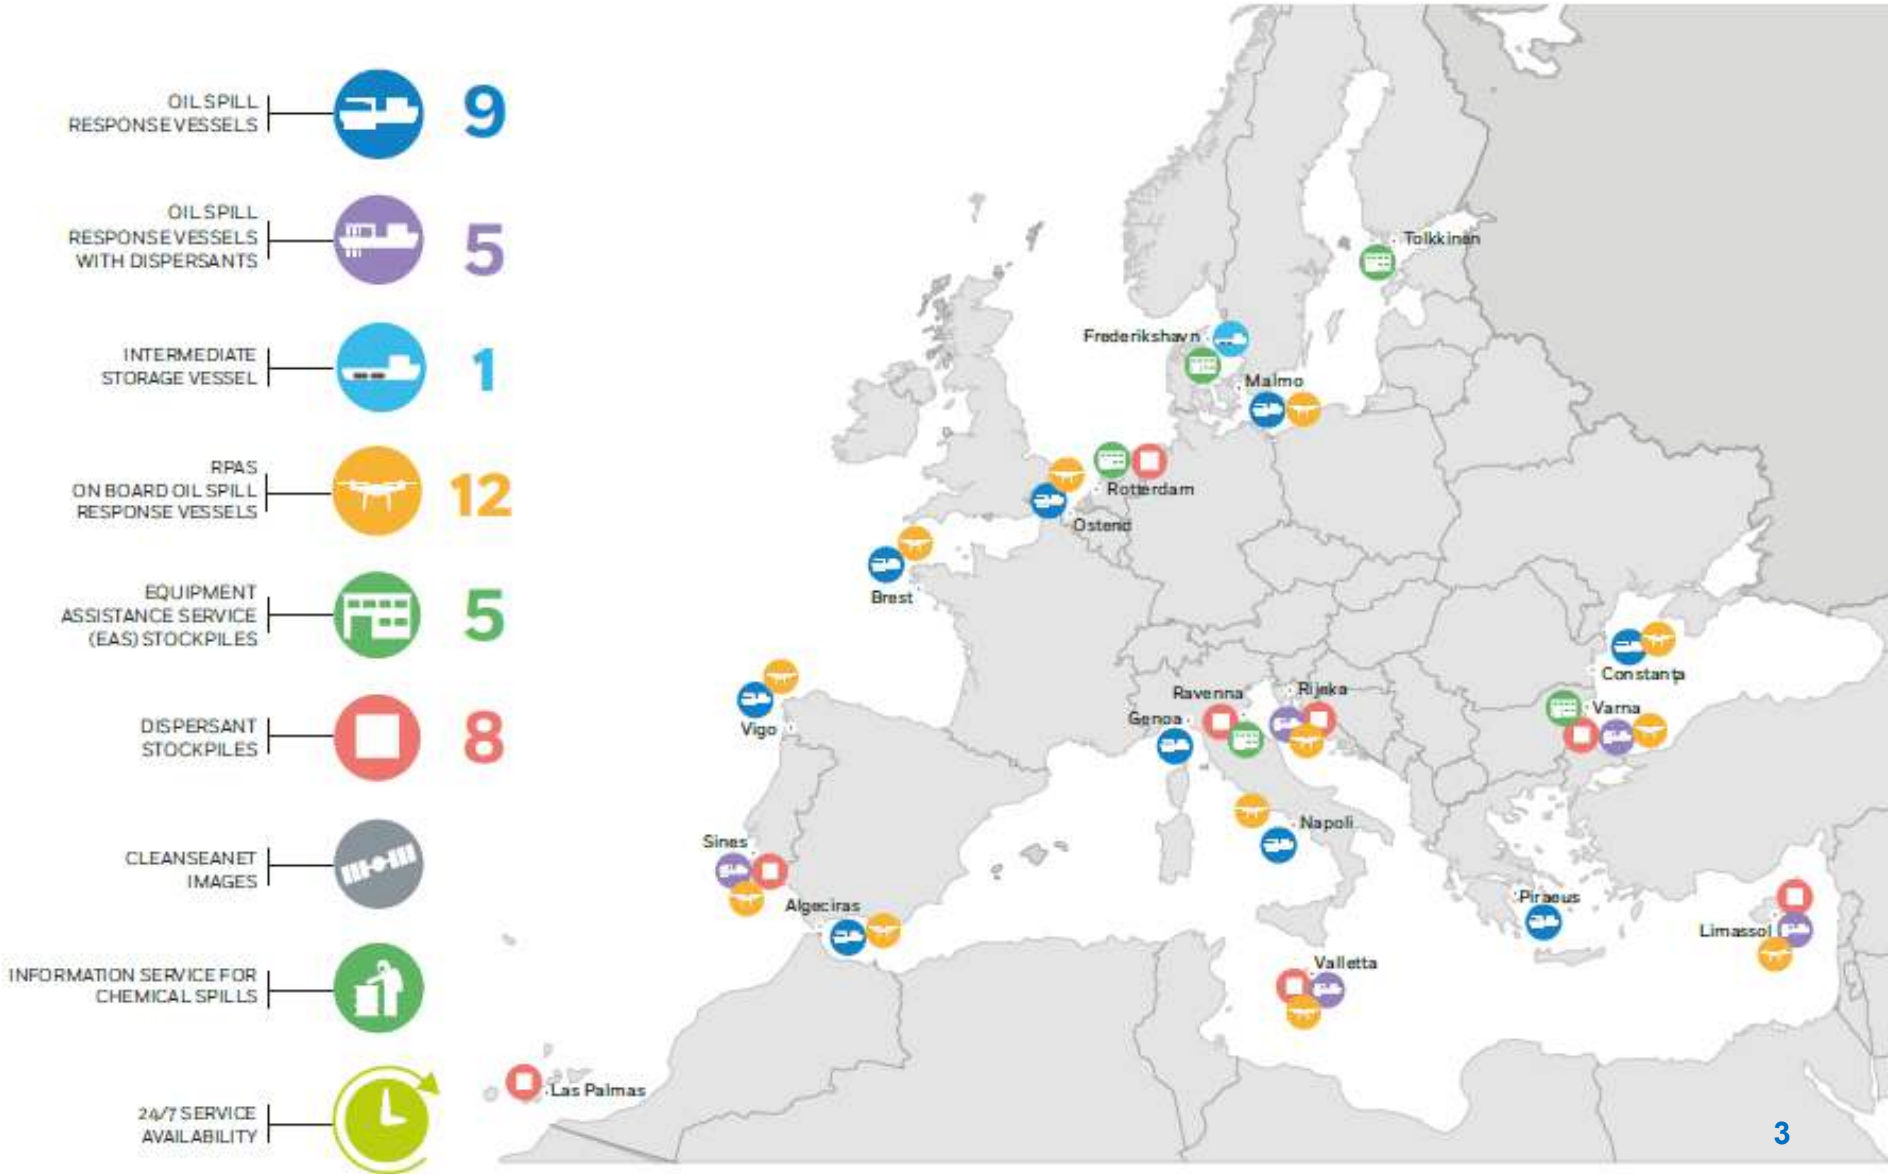 OIL SPILL
RESPONSE VESSELS
9
OIL SPILL
RESPONSE VESSELS
WITH DISPERSANTS
5
INTERMEDIATE
STORAGE VESSEL
1
RPAS
ON BOARD OIL SPILL
RESPONSE VESSELS
12
EQUIPMENT
ASSISTANCE SERVICE
(EAS) STOCKPILES
5
DISPERSANT
STOCKPILES
8
CLEANSEANET
IMAGES
INFORMATION SERVICE FOR
CHEMICAL SPILLS
24/7 SERVICE
AVAILABILITY
Tolkkinen
Frederikshavn
Malmo
Rotterdam
Ostend
Brest
Constanţa
Ravenna
Rijeka
Varna
Genoa
Vigo
Napoli
Sines
Piraeus
Algeciras
Limassol
Valletta
Las Palmas
3